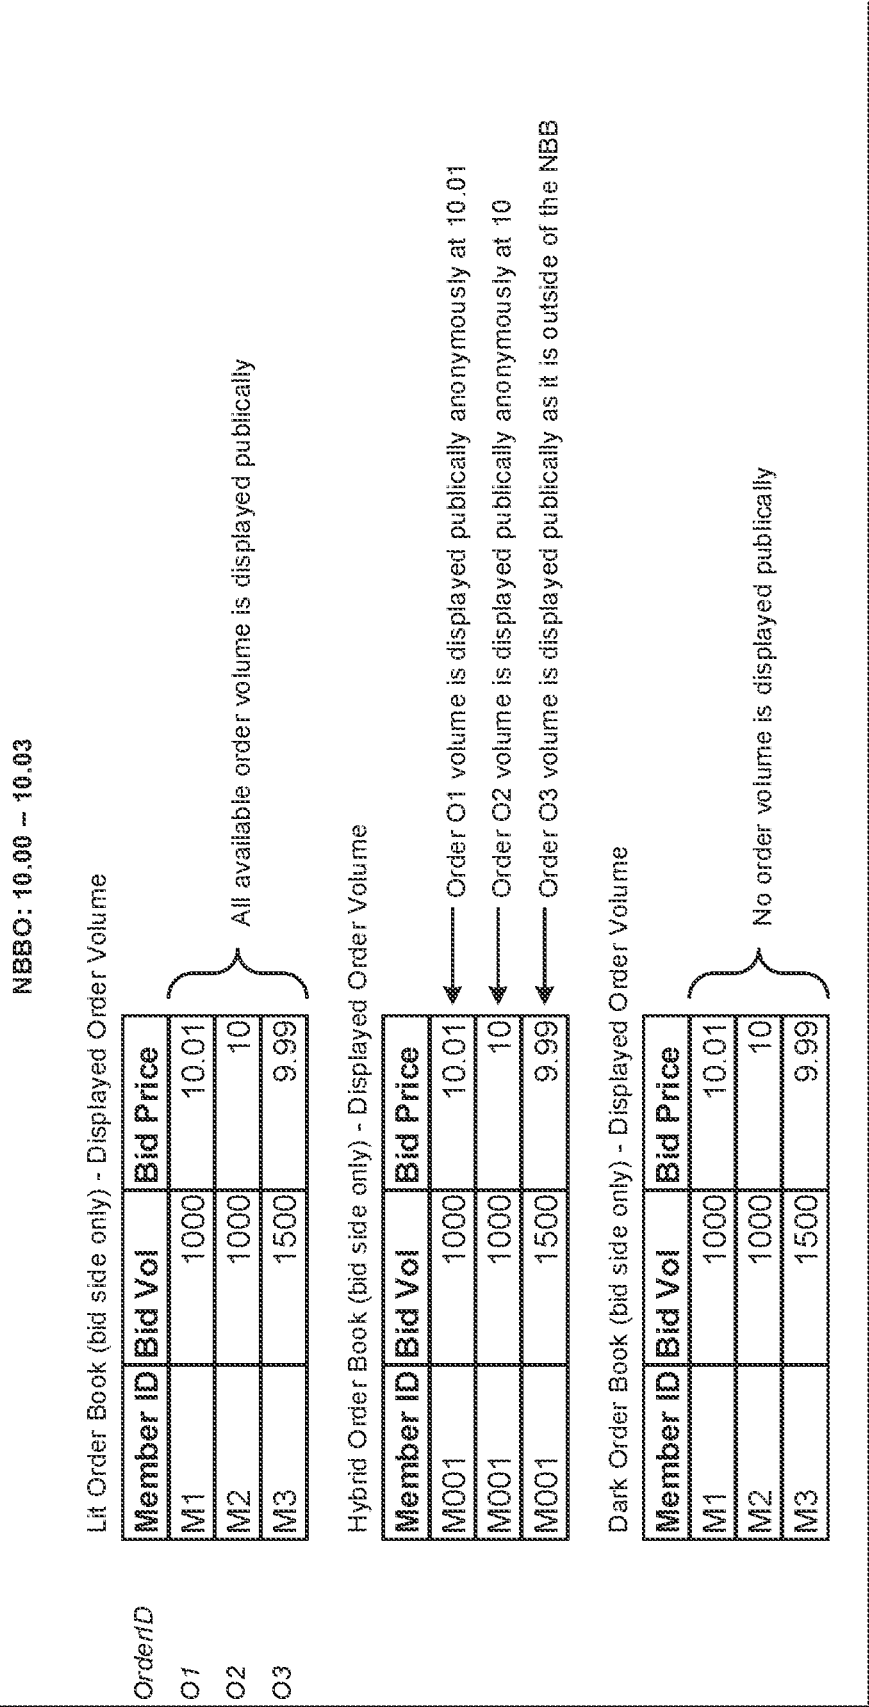 NBBO: 10.00 – 10.03
Lit Order Book (bid side only) - Displayed Order Volume
OrderID Member ID Bid Vol Bid Price
O1 M1 1000 10.01
O2 M2 1000 10
O3 M3 1500 9.99
All available order volume is displayed publically
Hybrid Order Book (bid side only) - Displayed Order Volume
Member ID Bid Vol Bid Price
M001 1000 10.01 Order O1 volume is displayed publically anonymously at 10.01
M001 1000 10 Order O2 volume is displayed publically anonymously at 10
M001 1500 9.99 Order O3 volume is displayed publically as it is outside of the NBB
Dark Order Book (bid side only) - Displayed Order Volume
Member ID Bid Vol Bid Price
M1 1000 10.01
M2 1000 10
M3 1500 9.99
No order volume is displayed publically